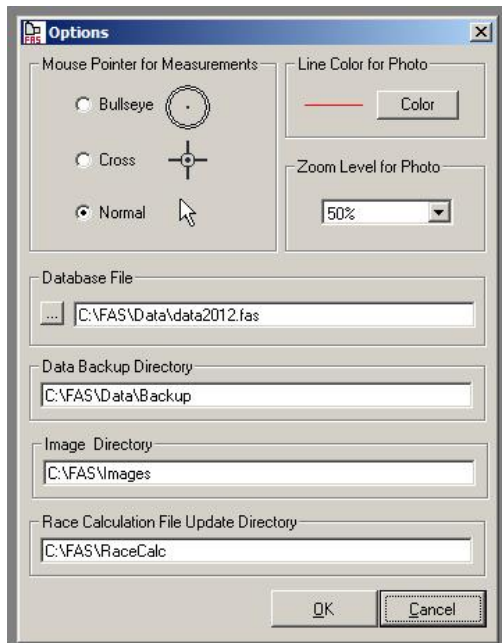 FAS Options
Mouse Pointer for Measurements
Bullseye
Cross
Normal
Line Color for Photo
Color
Zoom Level for Photo
50%
Database File
... C:\FAS\Data\data2012.fas
Data Backup Directory
C:\FAS\Data\Backup
Image Directory
C:\FAS\Images
Race Calculation File Update Directory
C:\FAS\RaceCalc
OK Cancel